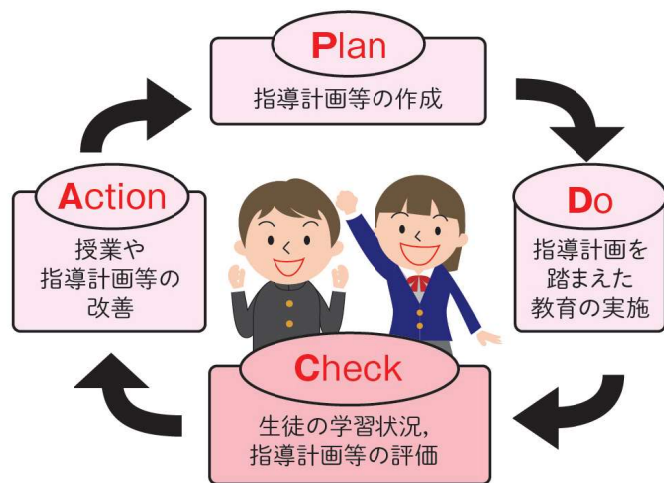 Plan
指導計画等の作成
Do
指導計画を
踏まえた
教育の実施
Check
生徒の学習状況,
指導計画等の評価
Action
授業や
指導計画等の
改善